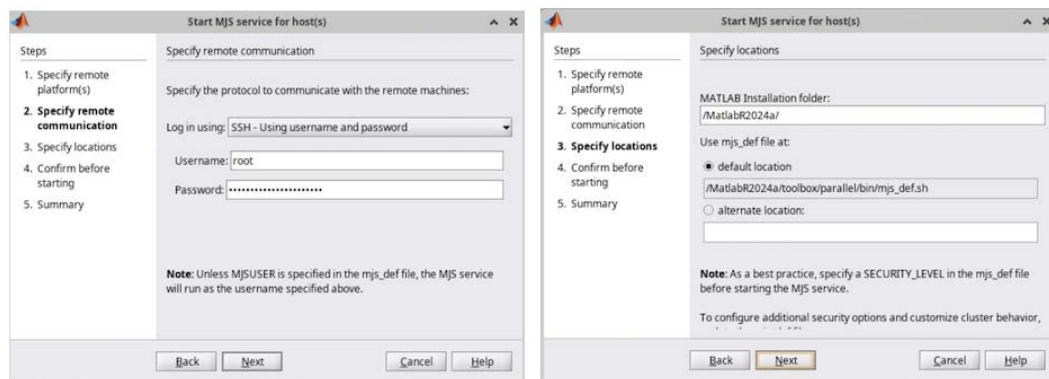 Start MJS service for host(s)
Steps
1. Specify remote
platform(s)
2. Specify remote
communication
3. Specify locations
4. Confirm before
starting
5. Summary
Specify remote communication
Specify the protocol to communicate with the remote machines:
Log in using: SSH - Using username and password
Username: root
Password: ••••••••••••••••••••••
Note: Unless MJSUSER is specified in the mjs_def file, the MJS service
will run as the username specified above.
Back Next Cancel Help
Start MJS service for host(s)
Steps
1. Specify remote
platform(s)
2. Specify remote
communication
3. Specify locations
4. Confirm before
starting
5. Summary
Specify locations
MATLAB Installation folder:
/MatlabR2024a/
Use mjs_def file at:
default location
/MatlabR2024a/toolbox/parallel/bin/mjs_def.sh
alternate location:
Note: As a best practice, specify a SECURITY_LEVEL in the mjs_def file
before starting the MJS service.
To configure additional security options and customize cluster behavior,
Back Next Cancel Help